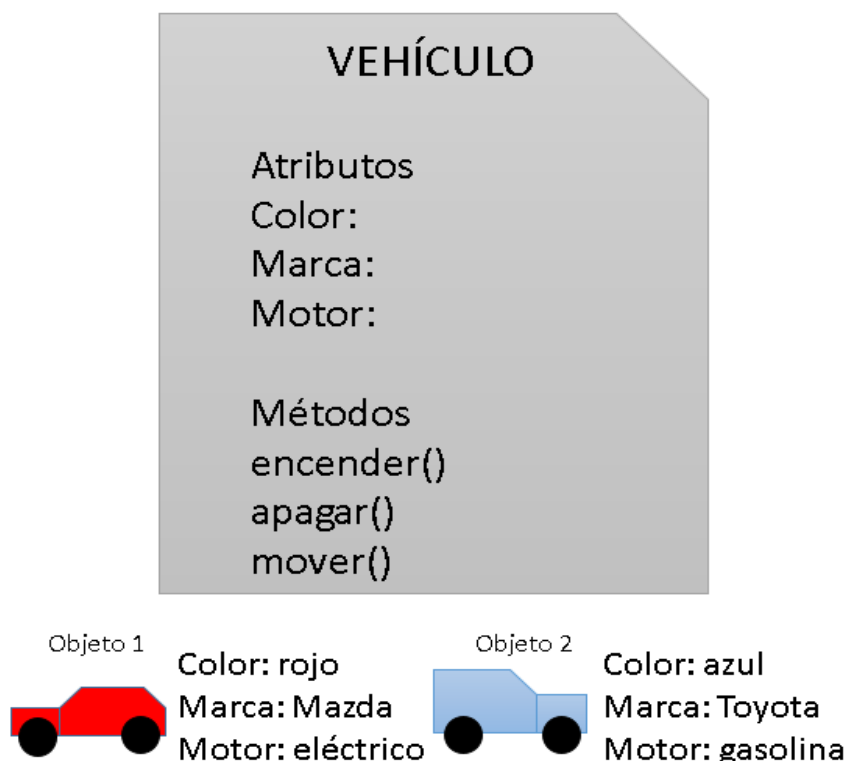 VEHÍCULO
Atributos
Color:
Marca:
Motor:
Métodos
encender()
apagar()
mover()
Objeto 1
Color: rojo
Marca: Mazda
Motor: eléctrico
Objeto 2
Color: azul
Marca: Toyota
Motor: gasolina